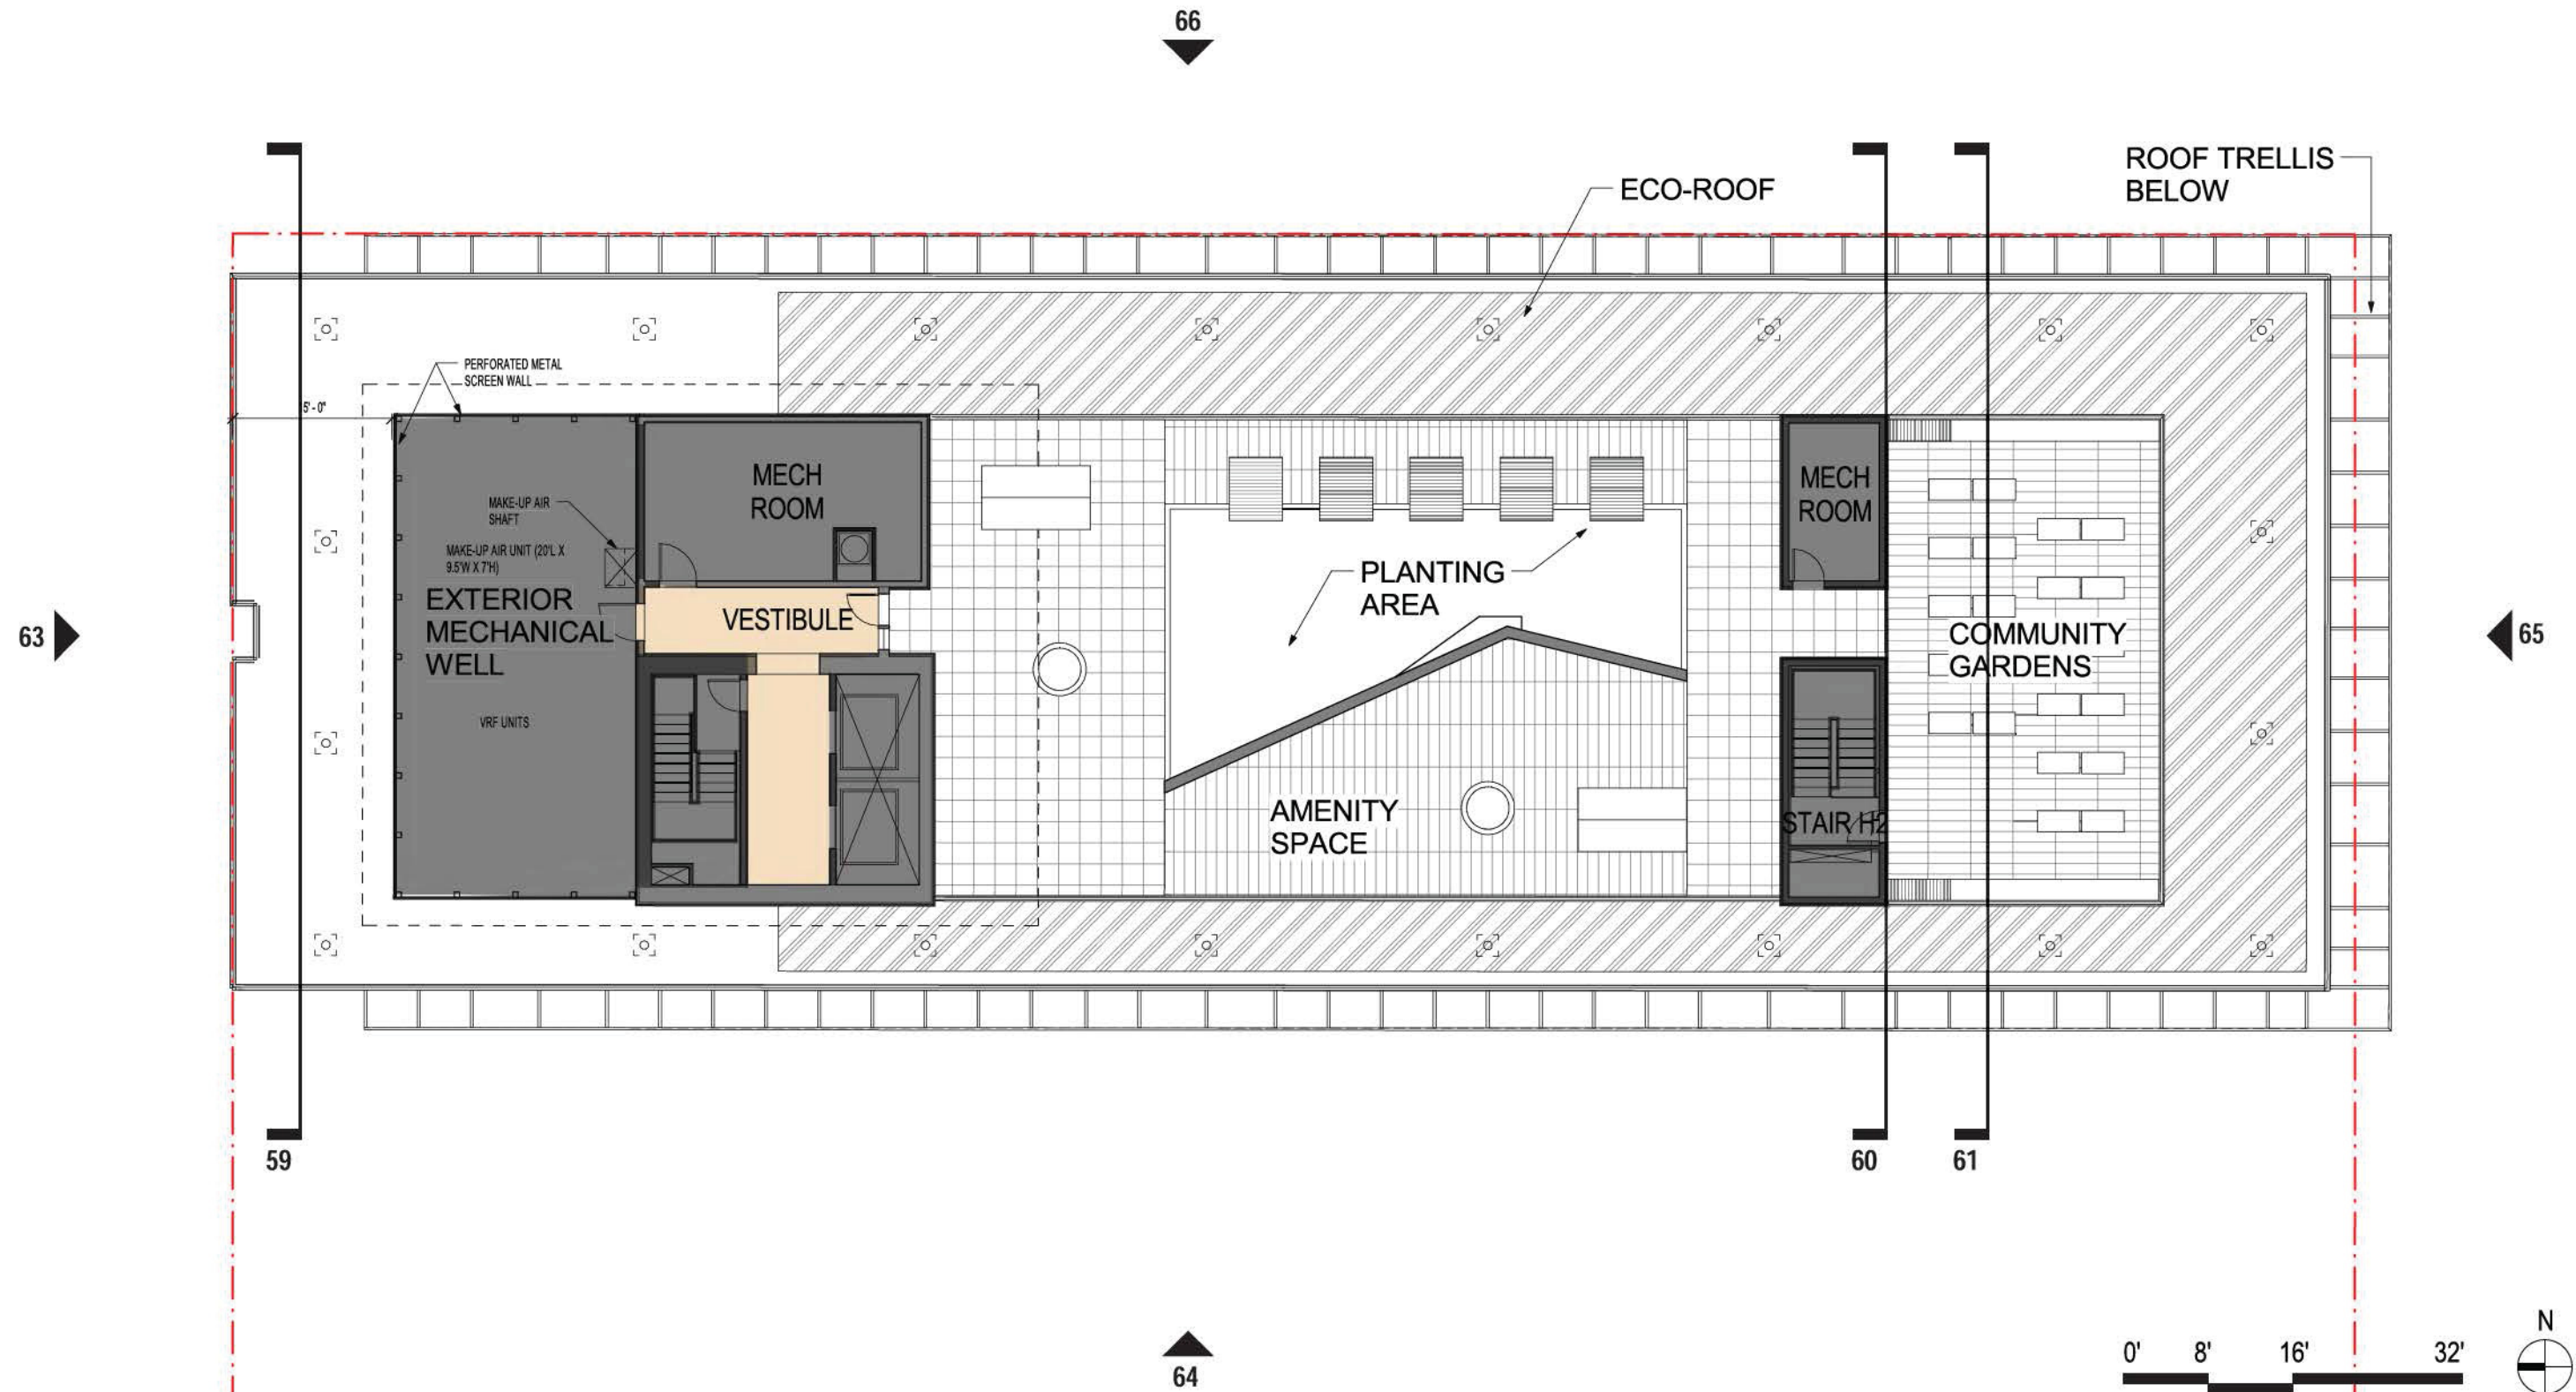 66
ROOF TRELLIS
BELOW
ECO-ROOF
PERFORATED METAL
SCREEN WALL
5'-0"
MECH
ROOM
MECH
ROOM
MAKE-UP AIR
SHAFT
MAKE-UP AIR UNIT (20'L X
9.5'W X 7'H)
EXTERIOR
MECHANICAL
WELL
VESTIBULE
PLANTING
AREA
63
65
COMMUNITY
GARDENS
VRF UNITS
AMENITY
SPACE
STAIR H2
59
60
61
64
N
0' 8' 16' 32'